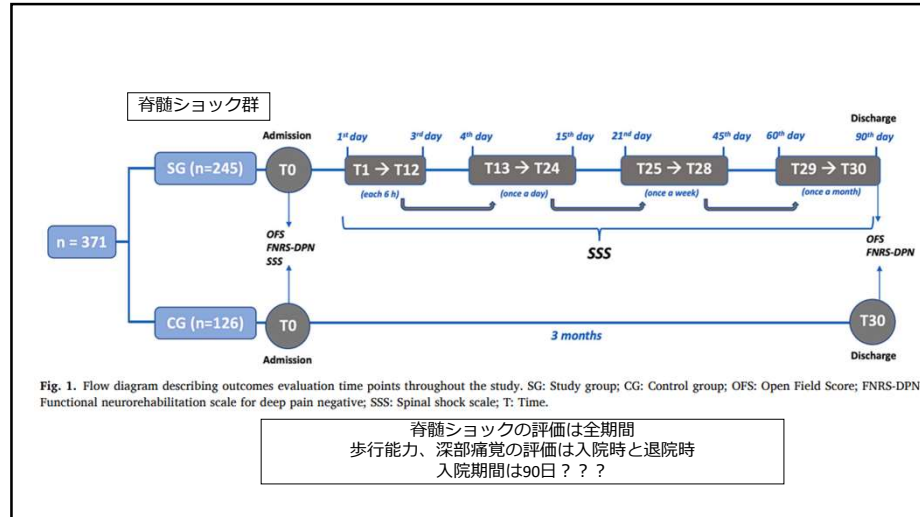 脊髄ショック群
Discharge
Admission
1st day
3rd day
4th day
15th day
21nd day
45th day
60th day
90th day
SG (n=245)
T0
T1 → T12
T13 → T24
T25 → T28
T29 → T30
(each 6 h)
(once a day)
(once a week)
(once a month)
OFS
FNRS-DPN
SSS
SSS
OFS
FNRS-DPN
n = 371
CG (n=126)
T0
3 months
T30
Admission
Discharge
Fig. 1. Flow diagram describing outcomes evaluation time points throughout the study. SG: Study group; CG: Control group; OFS: Open Field Score; FNRS-DPN
Functional neurorehabilitation scale for deep pain negative; SSS: Spinal shock scale; T: Time.
脊髄ショックの評価は全期間
歩行能力、深部痛覚の評価は入院時と退院時
入院期間は90日？？？